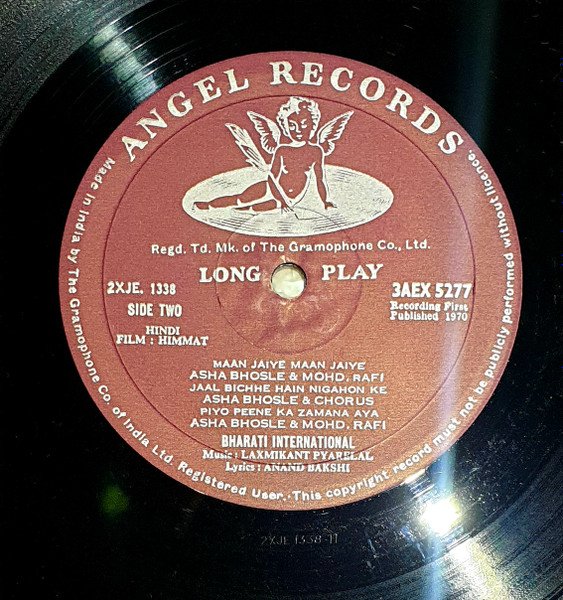 ANGEL RECORDS
Regd. Td. Mk. of The Gramophone Co., Ltd.
LONG PLAY
2XJE. 1338
SIDE TWO
3AEX 5277
Recording First
Published 1970
HINDI
FILM : HIMMAT
MAAN JAIYE MAAN JAIYE
ASHA BHOSLE & MOHD. RAFI
JAAL BICHHE HAIN NIGAHON KE
ASHA BHOSLE & CHORUS
PIYO PEENE KA ZAMANA AYA
ASHA BHOSLE & MOHD. RAFI
BHARATI INTERNATIONAL
Music : LAXMIKANT PYARELAL
Lyrics : ANAND BAKSHI
Made in India by The Gramophone Co. of India Ltd. Registered User. · This copyright record must not be publicly performed without licence.
2XJE 1338-11